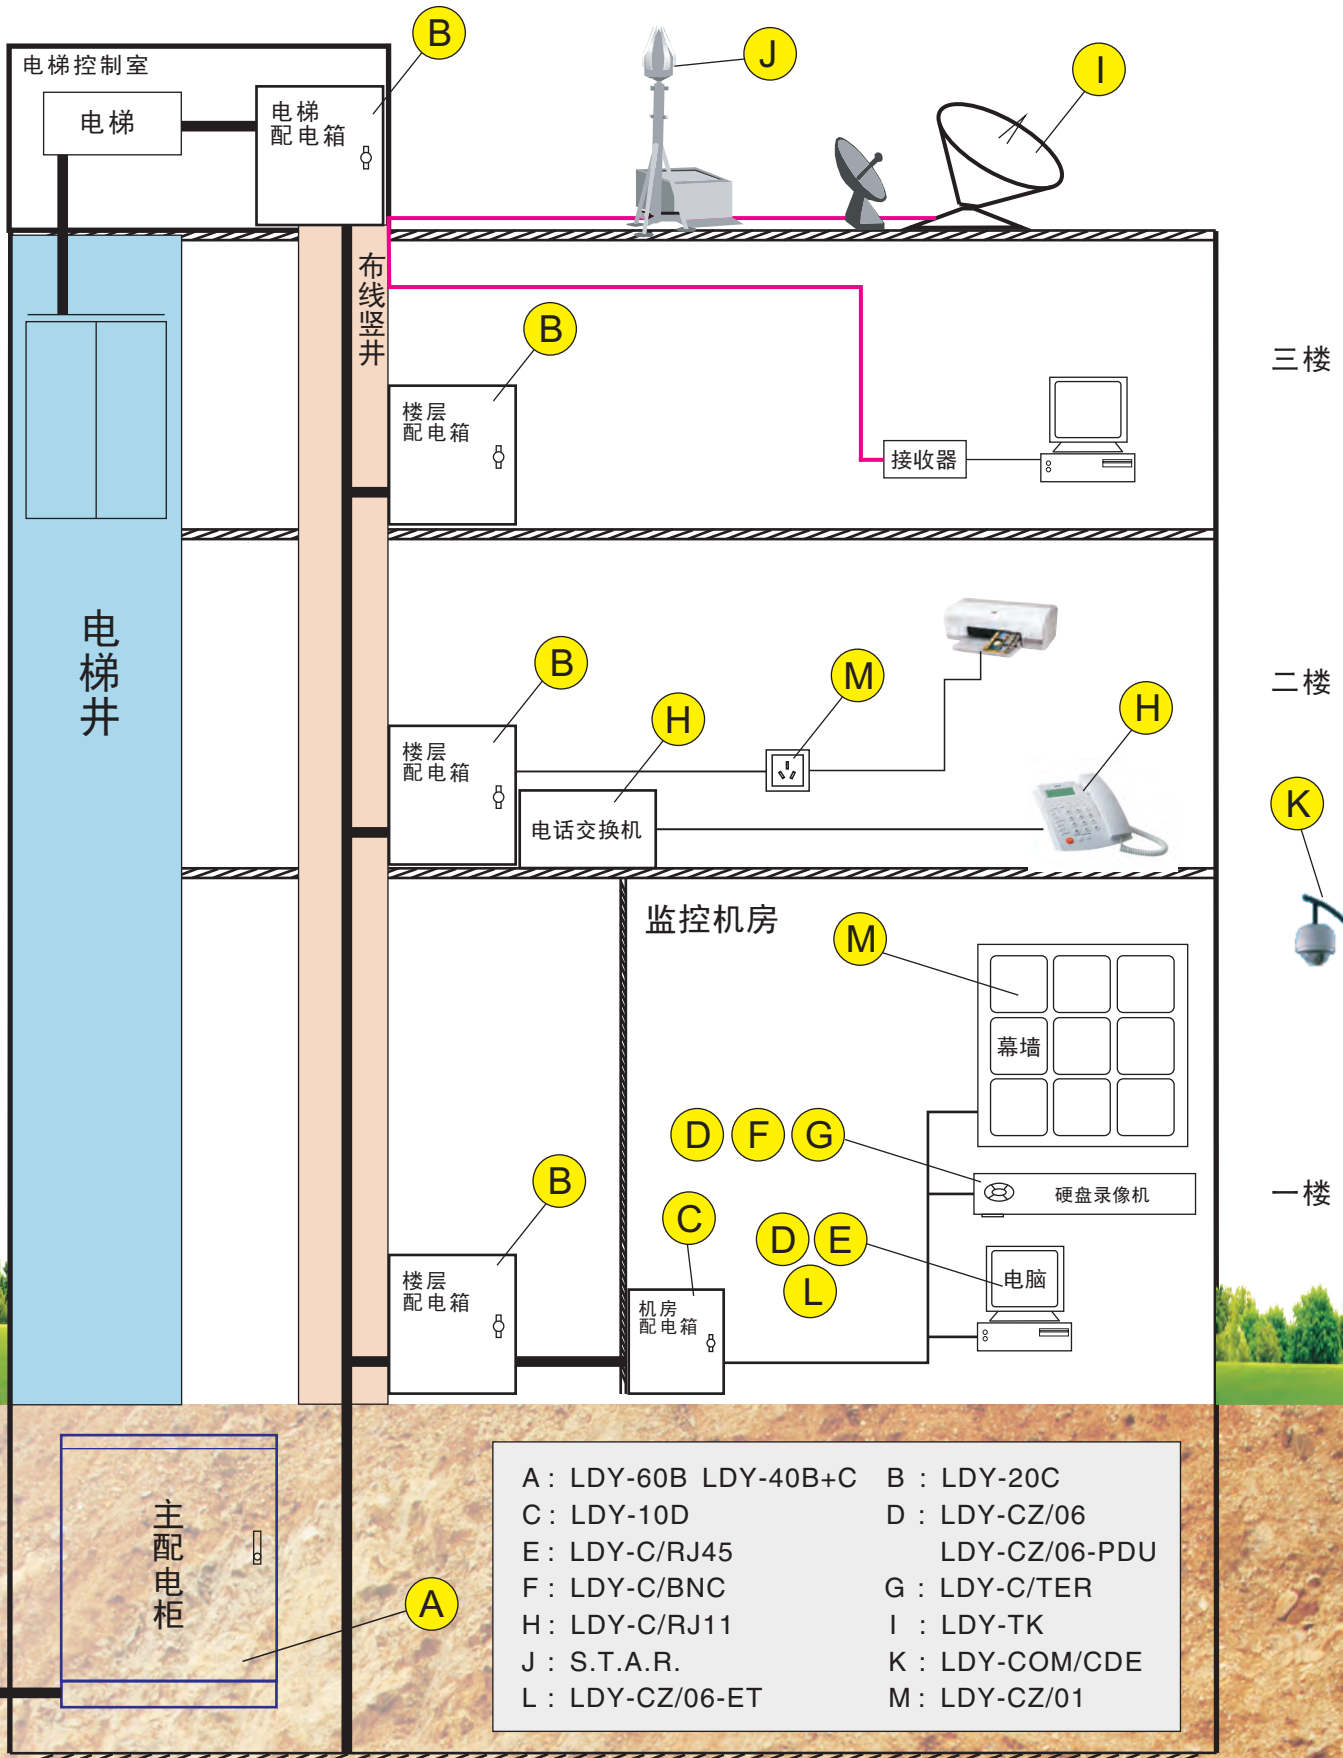 B
电梯控制室
J
I
电梯
电梯
配电箱
布线竖井
B
三楼
楼层
配电箱
接收器
电梯井
B
M
二楼
H
H
楼层
配电箱
K
电话交换机
监控机房
M
幕墙
D F G
B
硬盘录像机
一楼
C
D E
L
电脑
楼层
配电箱
机房
配电箱
主配电柜
A
A : LDY-60B LDY-40B+C B : LDY-20C
C : LDY-10D D : LDY-CZ/06
E : LDY-C/RJ45 LDY-CZ/06-PDU
F : LDY-C/BNC G : LDY-C/TER
H : LDY-C/RJ11 I : LDY-TK
J : S.T.A.R. K : LDY-COM/CDE
L : LDY-CZ/06-ET M : LDY-CZ/01